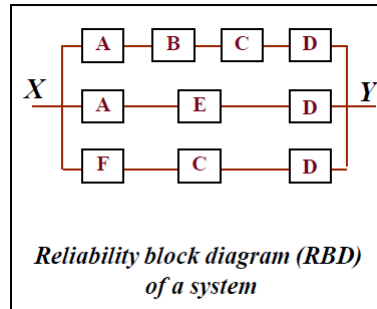 A B C D
X Y
A E D
F C D
Reliability block diagram (RBD)
of a system